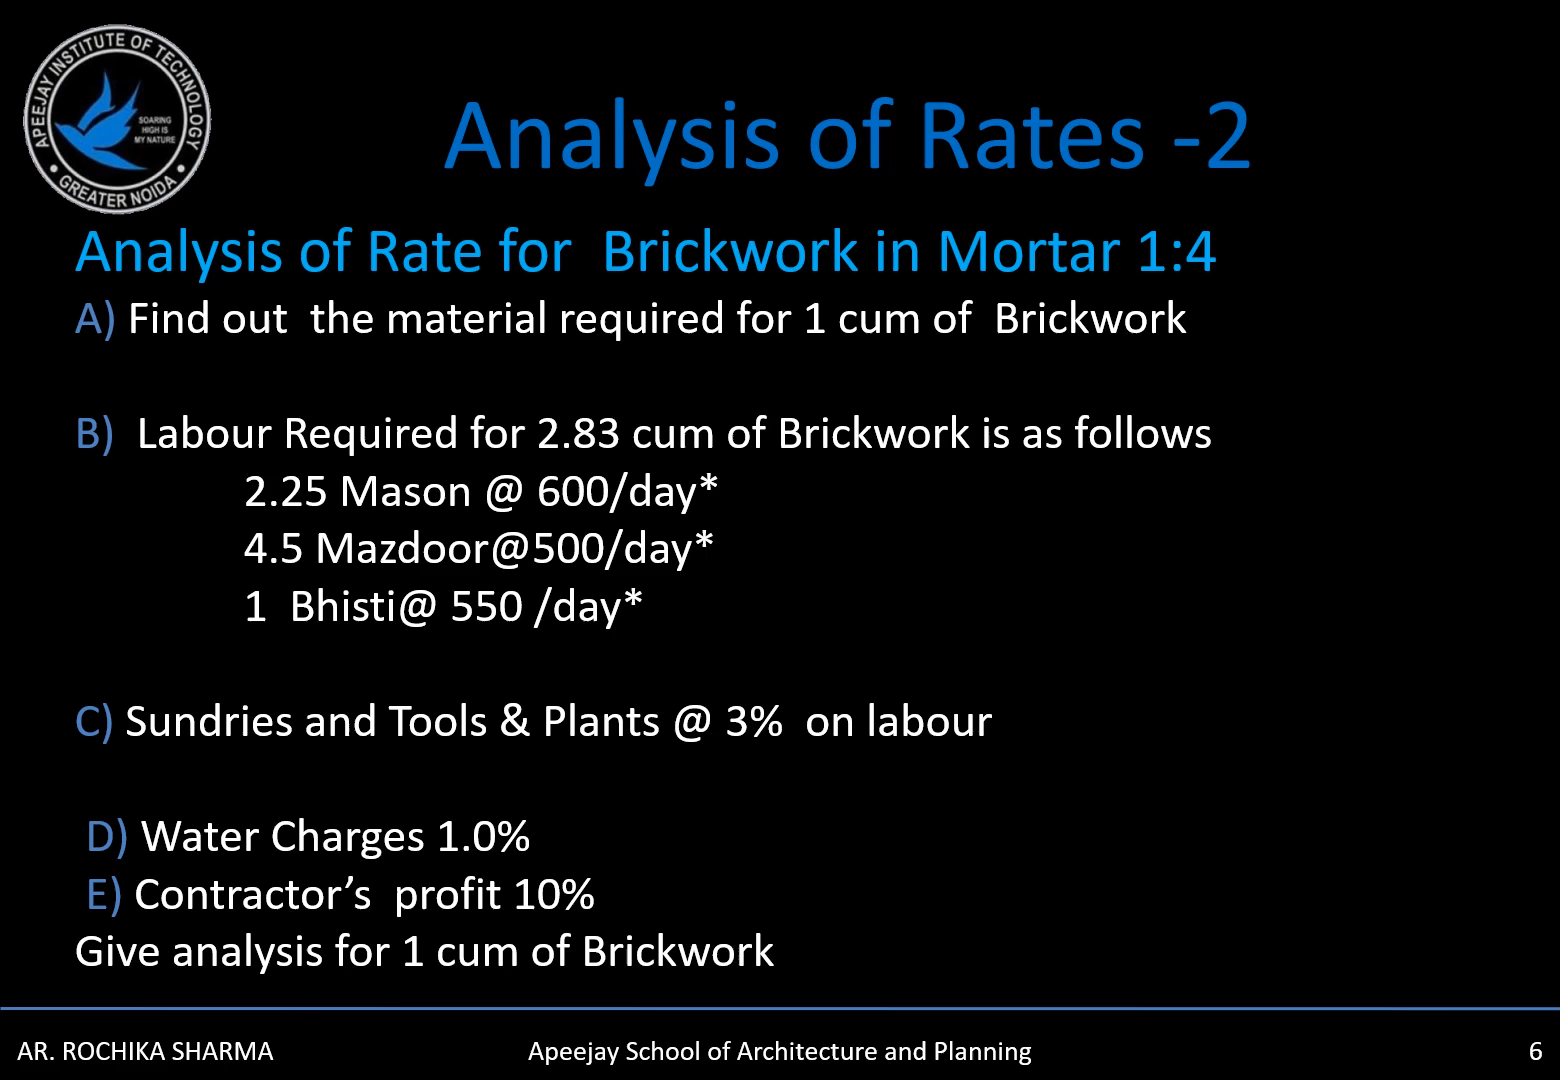 APEEJAY INSTITUTE OF TECHNOLOGY
SOARING
HIGH IS
MY NATURE
• GREATER NOIDA •
Analysis of Rates -2
Analysis of Rate for  Brickwork in Mortar 1:4
A) Find out  the material required for 1 cum of  Brickwork
B)  Labour Required for 2.83 cum of Brickwork is as follows
2.25 Mason @ 600/day*
4.5 Mazdoor@500/day*
1  Bhisti@ 550 /day*
C) Sundries and Tools & Plants @ 3%  on labour
D) Water Charges 1.0%
E) Contractor’s  profit 10%
Give analysis for 1 cum of Brickwork
AR. ROCHIKA SHARMA
Apeejay School of Architecture and Planning
6